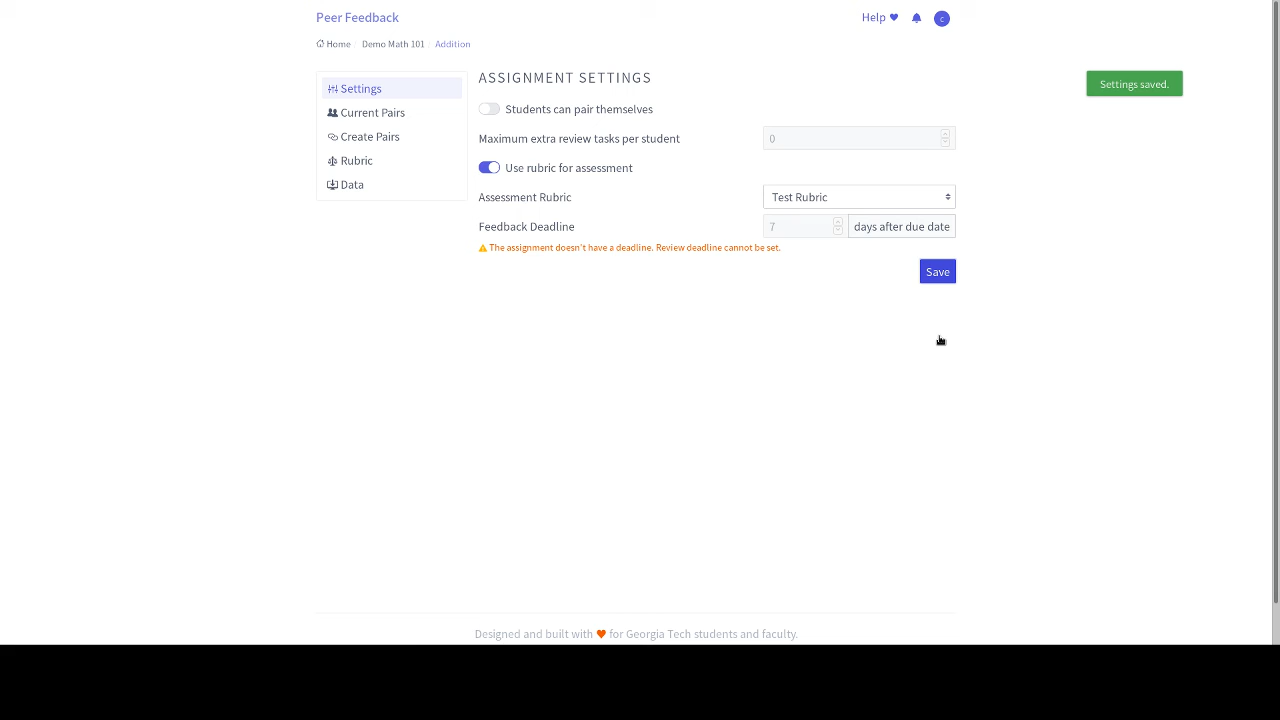 Peer Feedback
Help
c
Home / Demo Math 101 / Addition
Settings
Current Pairs
Create Pairs
Rubric
Data
ASSIGNMENT SETTINGS
Students can pair themselves
Maximum extra review tasks per student 0
Use rubric for assessment
Assessment Rubric Test Rubric
Feedback Deadline 7 days after due date
The assignment doesn't have a deadline. Review deadline cannot be set.
Save
Settings saved.
Designed and built with ♥ for Georgia Tech students and faculty.